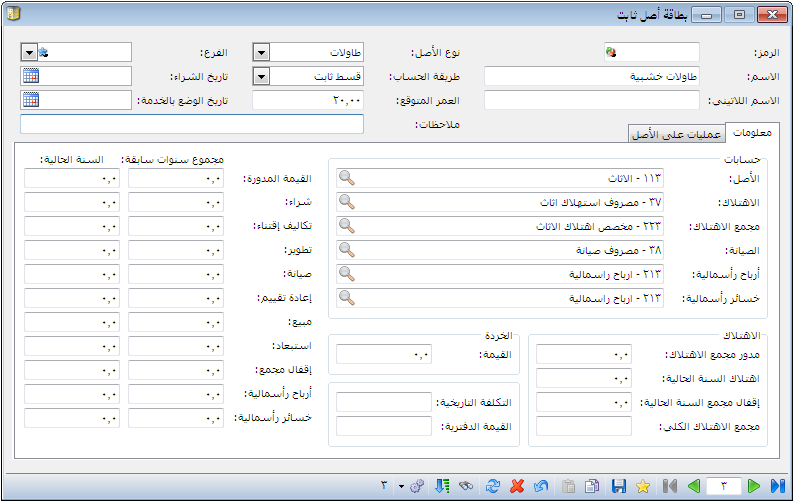 بطاقة أصل ثابت
الرمز: نوع الأصل: طاولات الفرع:
الاسم: طاولات خشبية طريقة الحساب: قسط ثابت تاريخ الشراء:
الاسم اللاتيني: العمر المتوقع: ٢٠,٠٠ تاريخ الوضع بالخدمة:
ملاحظات:
معلومات عمليات على الأصل
حسابات
الأصل: ١١٣ - الاثاث
الاهتلاك: ٣٧ - مصروف استهلاك اثاث
مجمع الاهتلاك: ٢٢٣ - مخصص اهتلاك الاثاث
الصيانة: ٣٨ - مصروف صيانة
أرباح رأسمالية: ٢١٣ - ارباح راسمالية
خسائر رأسمالية: ٢١٣ - ارباح راسمالية
الاهتلاك
مدور مجمع الاهتلاك: ٠,٠
اهتلاك السنة الحالية: ٠,٠
إقفال مجمع السنة الحالية: ٠,٠
مجمع الاهتلاك الكلي:
الخردة
القيمة: ٠,٠
التكلفة التاريخية:
القيمة الدفترية:
مجموع سنوات سابقة: السنة الحالية:
القيمة المدورة: ٠,٠ ٠,٠
شراء: ٠,٠ ٠,٠
تكاليف إقتناء: ٠,٠ ٠,٠
تطوير: ٠,٠ ٠,٠
صيانة: ٠,٠ ٠,٠
إعادة تقييم: ٠,٠ ٠,٠
مبيع: ٠,٠ ٠,٠
استبعاد: ٠,٠ ٠,٠
إقفال مجمع: ٠,٠ ٠,٠
أرباح رأسمالية: ٠,٠ ٠,٠
خسائر رأسمالية: ٠,٠ ٠,٠
٣ ٣